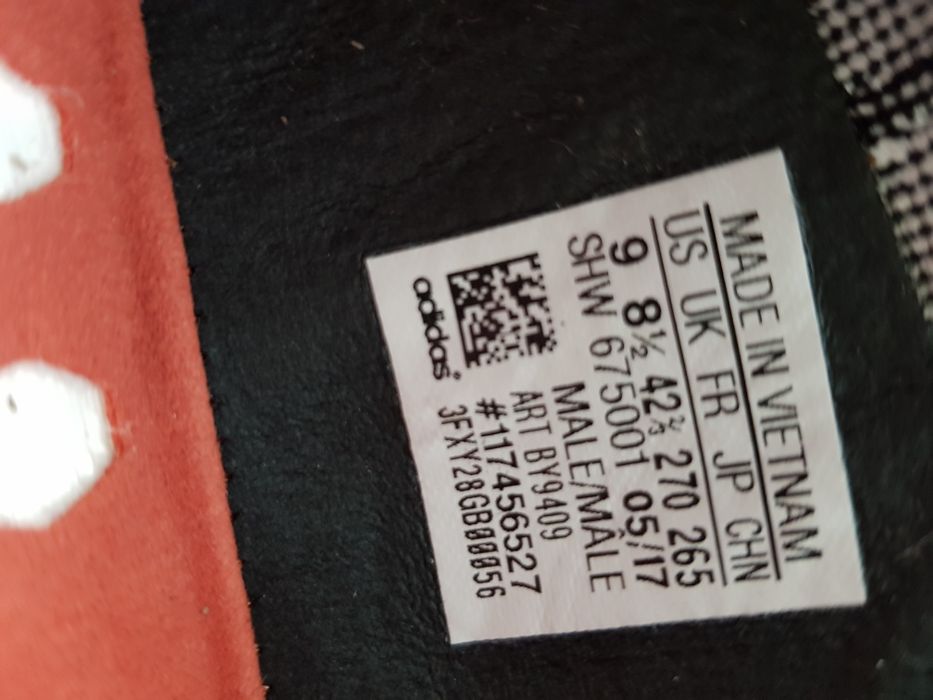 MADE IN VIETNAM
US UK FR JP CHN
9 8½ 42⅔ 270 265
SHW 675001 05/17
MALE/MÂLE
ART BY9409
#117456527
3FXY28GB00056
adidas